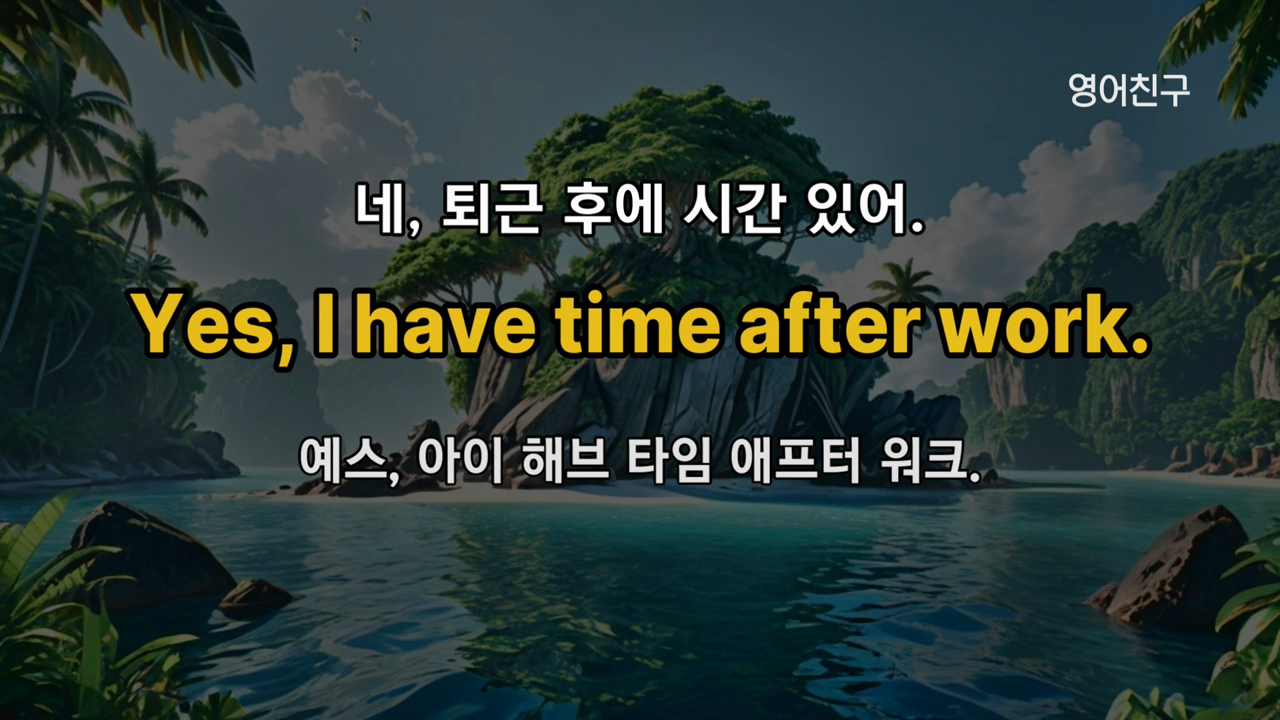 영어친구
네, 퇴근 후에 시간 있어.
Yes, I have time after work.
예스, 아이 해브 타임 애프터 워크.